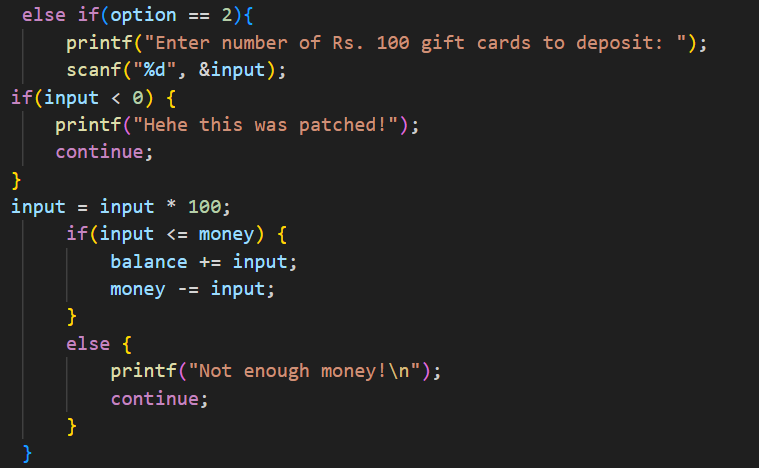 else if(option == 2){
printf("Enter number of Rs. 100 gift cards to deposit: ");
scanf("%d", &input);
if(input < 0) {
printf("Hehe this was patched!");
continue;
}
input = input * 100;
if(input <= money) {
balance += input;
money -= input;
}
else {
printf("Not enough money!\n");
continue;
}
}